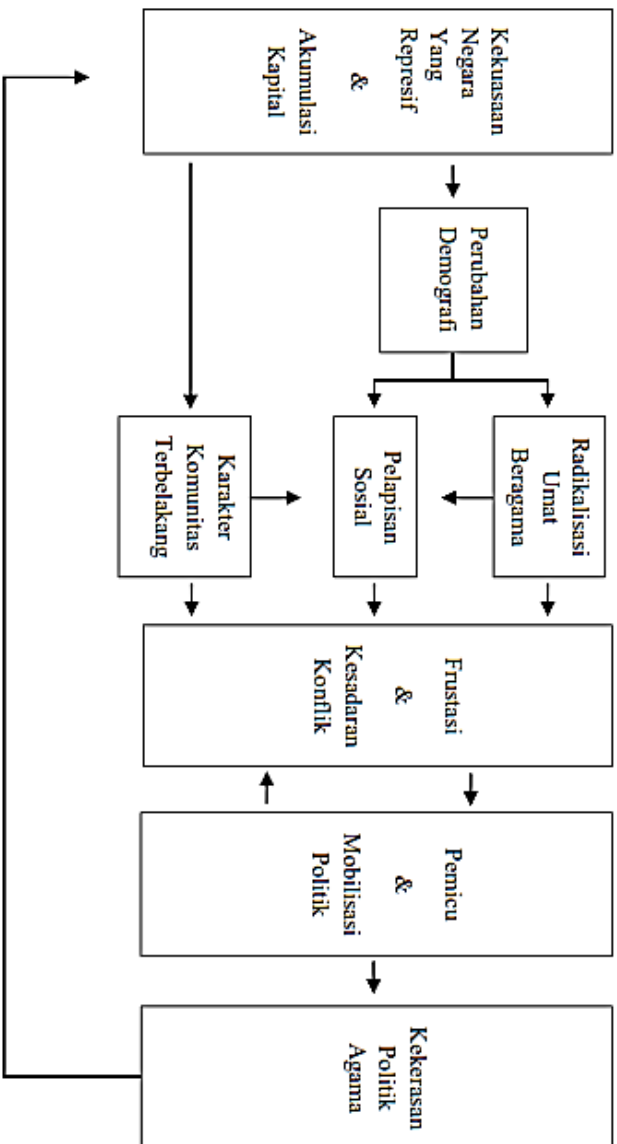 Kekuasaan
Negara
Yang
Represif
&
Akumulasi
Kapital
Perubahan
Demografi
Radikalisasi
Umat
Beragama
Pelapisan
Sosial
Karakter
Komunitas
Terbelakang
Frustasi
&
Kesadaran
Konflik
Pemicu
&
Mobilisasi
Politik
Kekerasan
Politik
Agama